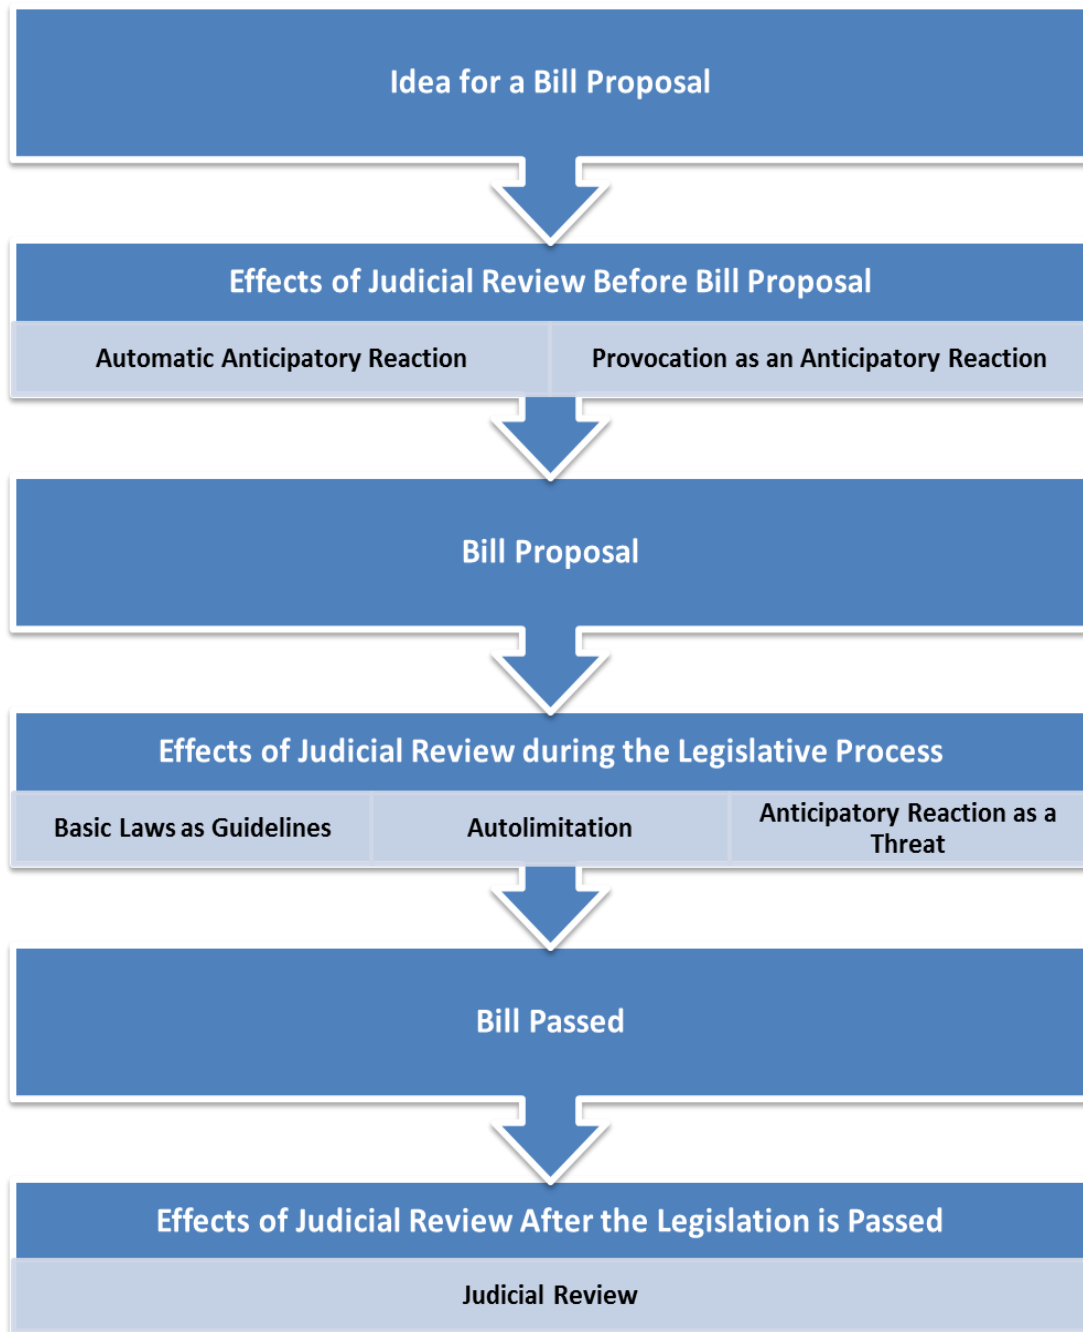 Idea for a Bill Proposal
Effects of Judicial Review Before Bill Proposal
Automatic Anticipatory Reaction
Provocation as an Anticipatory Reaction
Bill Proposal
Effects of Judicial Review during the Legislative Process
Basic Laws as Guidelines
Autolimitation
Anticipatory Reaction as a
Threat
Bill Passed
Effects of Judicial Review After the Legislation is Passed
Judicial Review